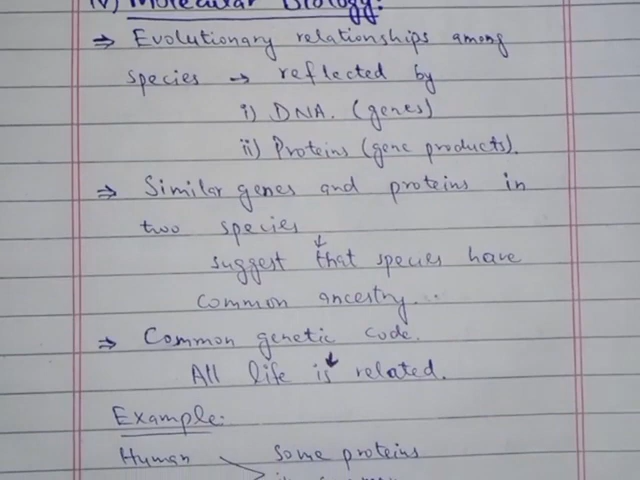 iv) Molecular Biology:
⇒ Evolutionary relationships among
species → reflected by
i) DNA. (genes)
ii) Proteins (gene products).
⇒ Similar genes and proteins in
two species
↓
suggest that species have
common ancestry...
⇒ Common genetic code.
↓
All life is related.
Example:
Human Some proteins